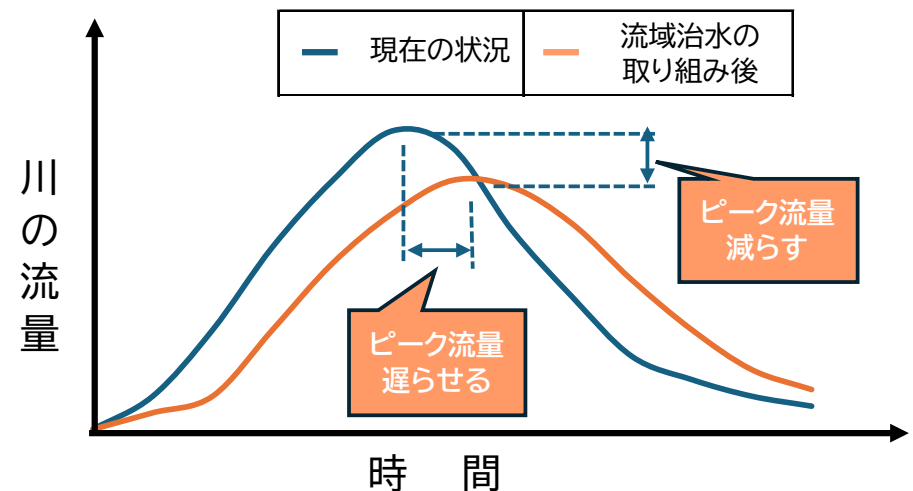 現在の状況
流域治水の
取り組み後
川の流量
ピーク流量
減らす
ピーク流量
遅らせる
時 間